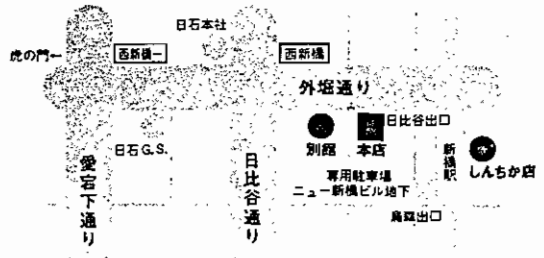 日石本社
虎の門←
西新橋一
西新橋
外堀通り
日比谷出口
別館
本店
日石G.S.
新橋駅
しんちか店
愛宕下通り
日比谷通り
専用駐車場
ニュー新橋ビル地下
烏森出口